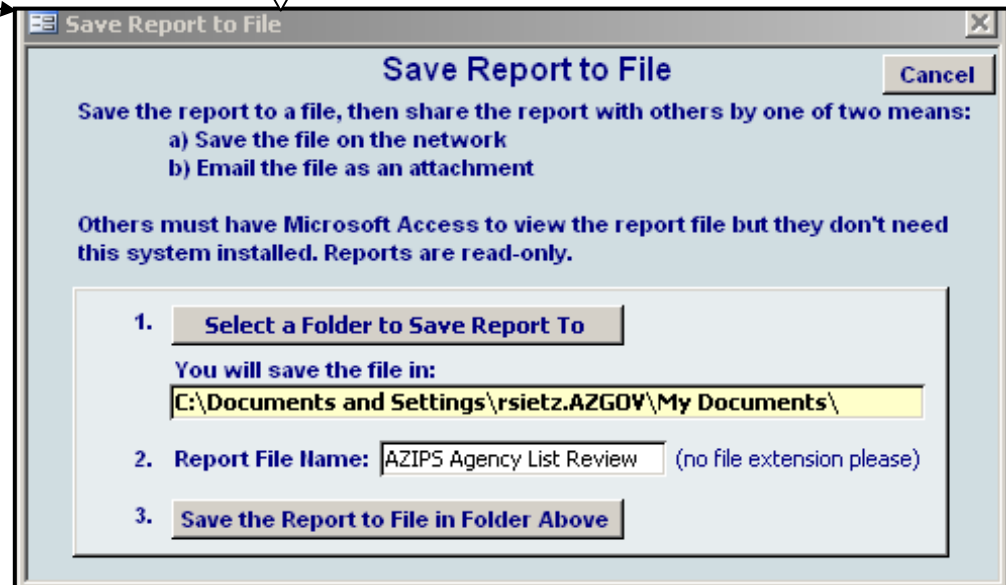 Save Report to File
Save Report to File
Cancel
Save the report to a file, then share the report with others by one of two means:
a) Save the file on the network
b) Email the file as an attachment
Others must have Microsoft Access to view the report file but they don't need
this system installed. Reports are read-only.
1. Select a Folder to Save Report To
You will save the file in:
C:\Documents and Settings\rsietz.AZGOV\My Documents\
2. Report File Name: AZIPS Agency List Review (no file extension please)
3. Save the Report to File in Folder Above